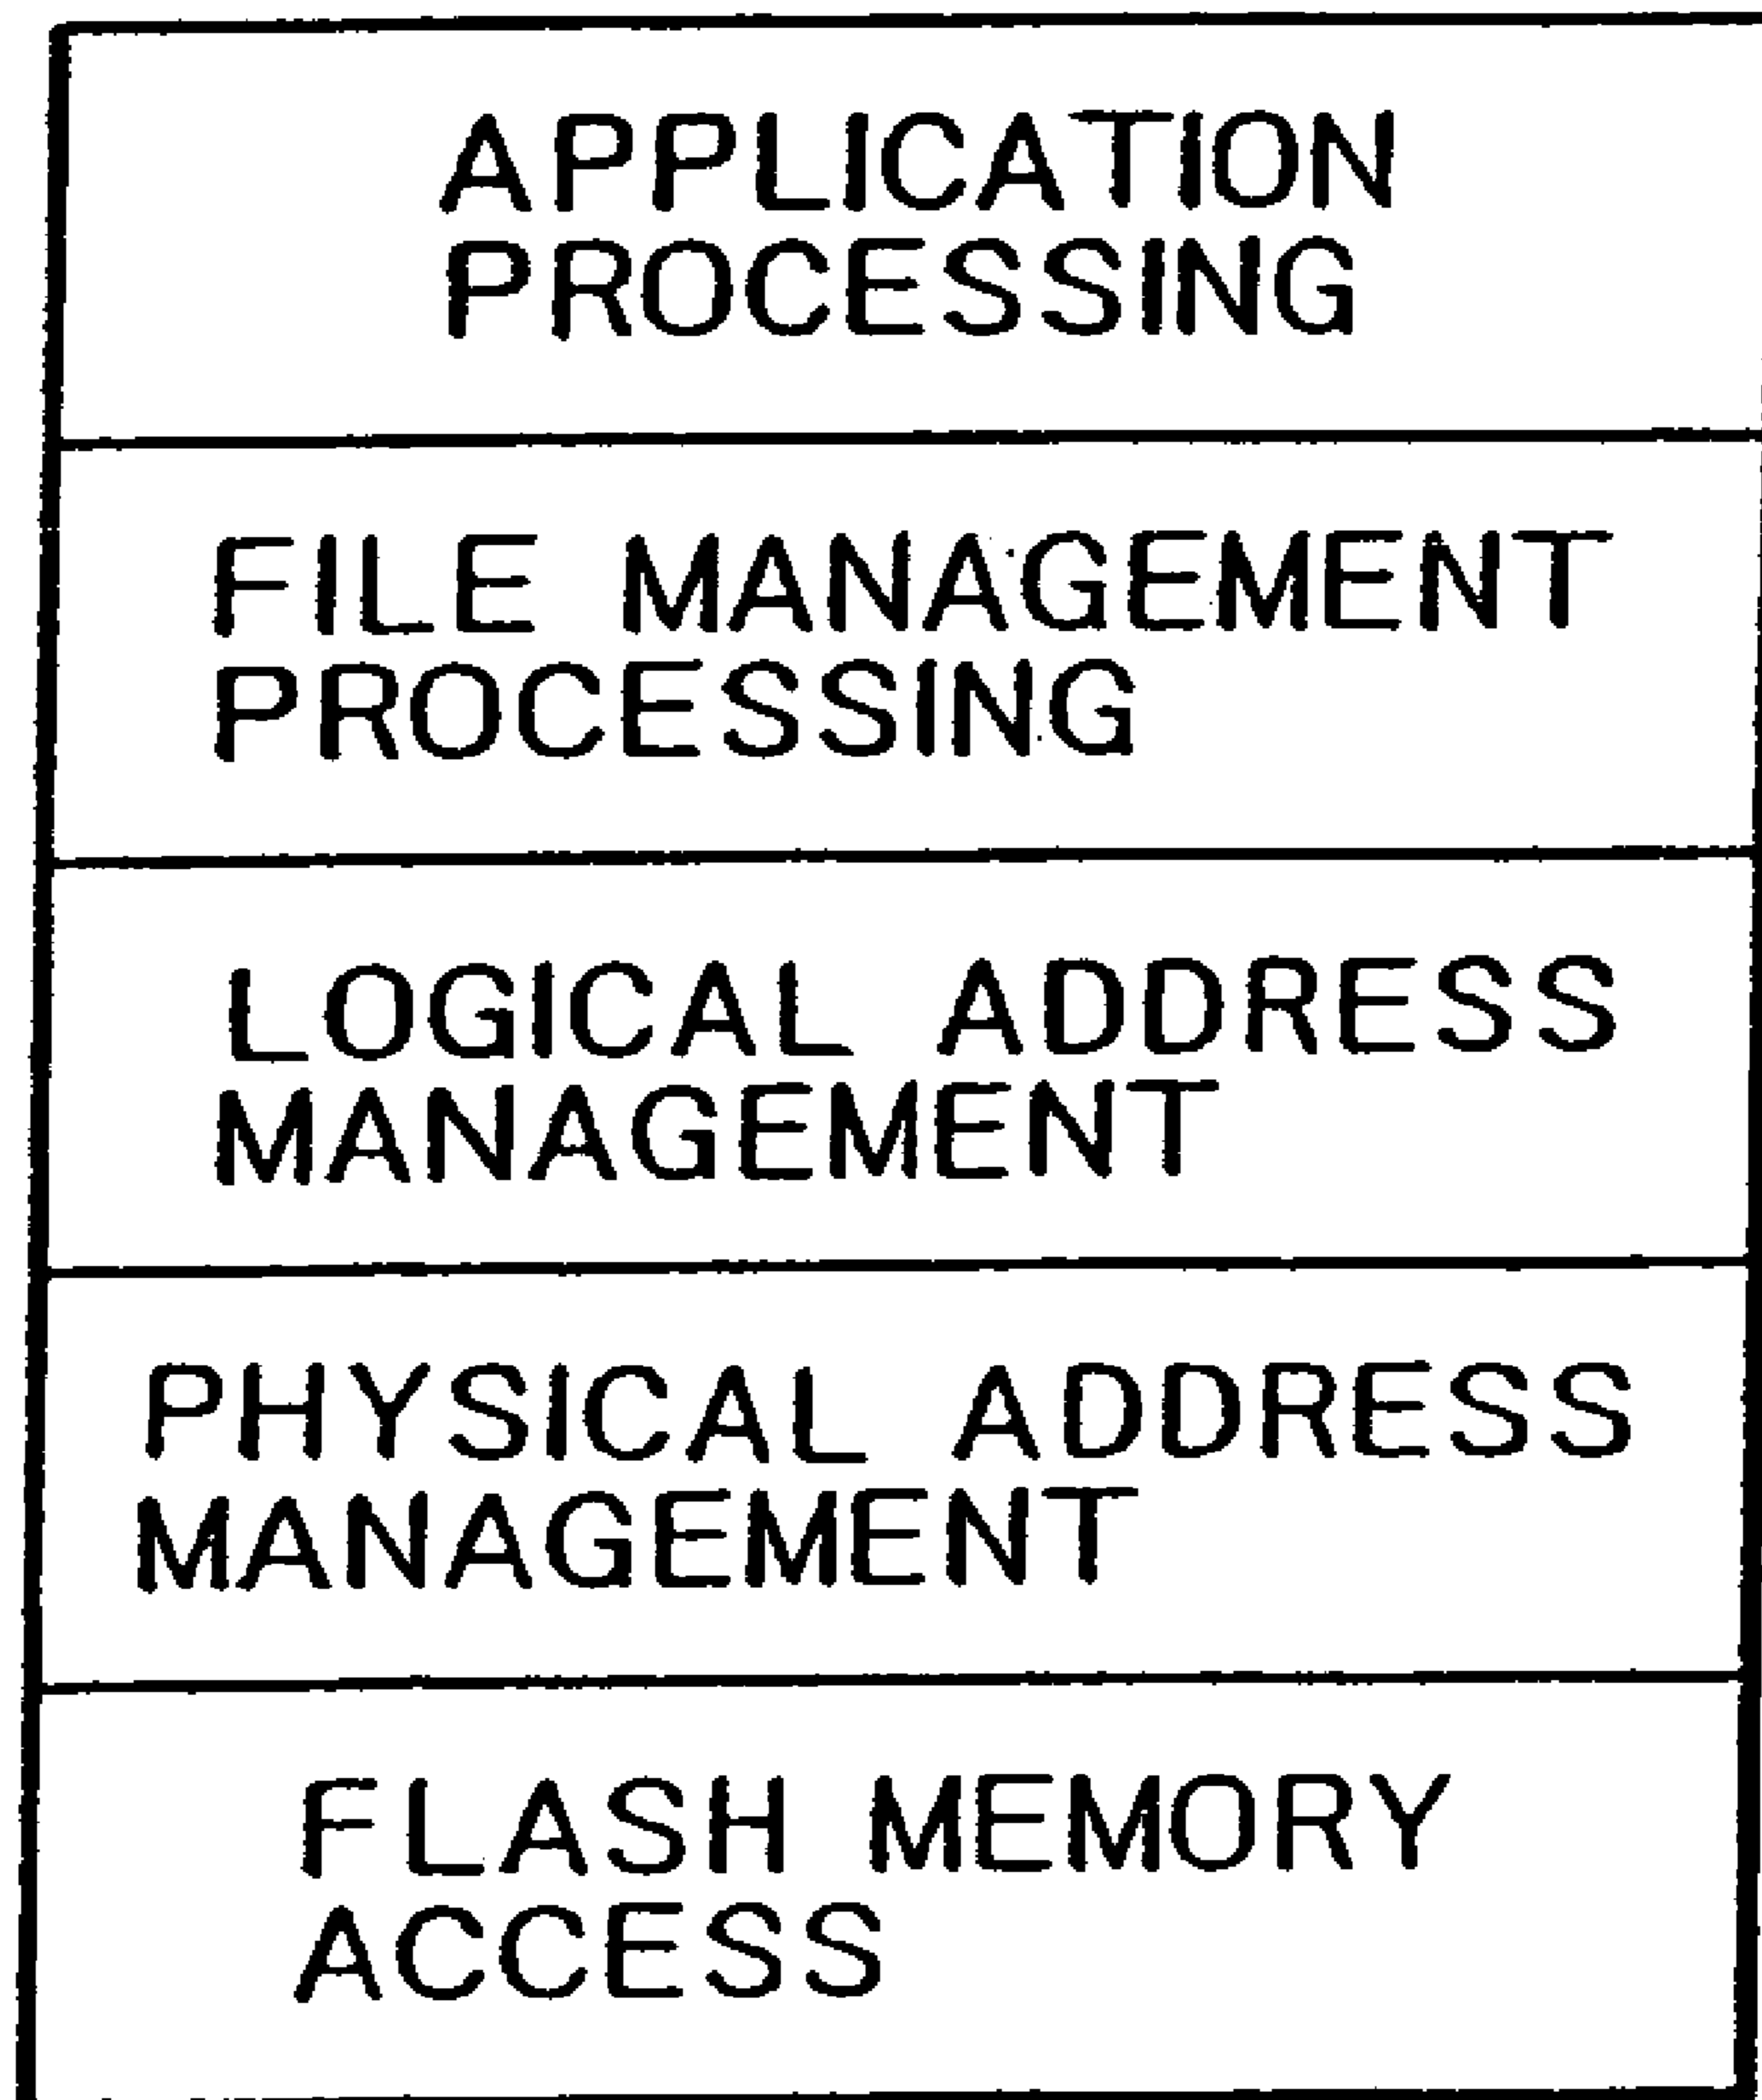 APPLICATION
PROCESSING
FILE MANAGEMENT
PROCESSING
LOGICAL ADDRESS
MANAGEMENT
PHYSICAL ADDRESS
MANAGEMENT
FLASH MEMORY
ACCESS